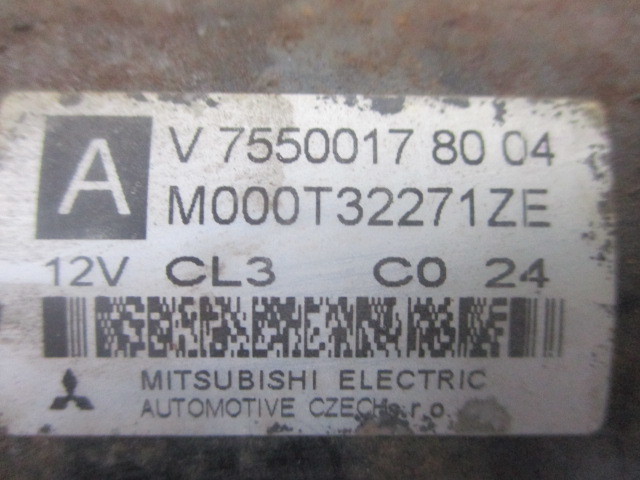 A
V 7550017 80 04
M000T32271ZE
12V CL3 C0 24
MITSUBISHI ELECTRIC
AUTOMOTIVE CZECH s.r.o.